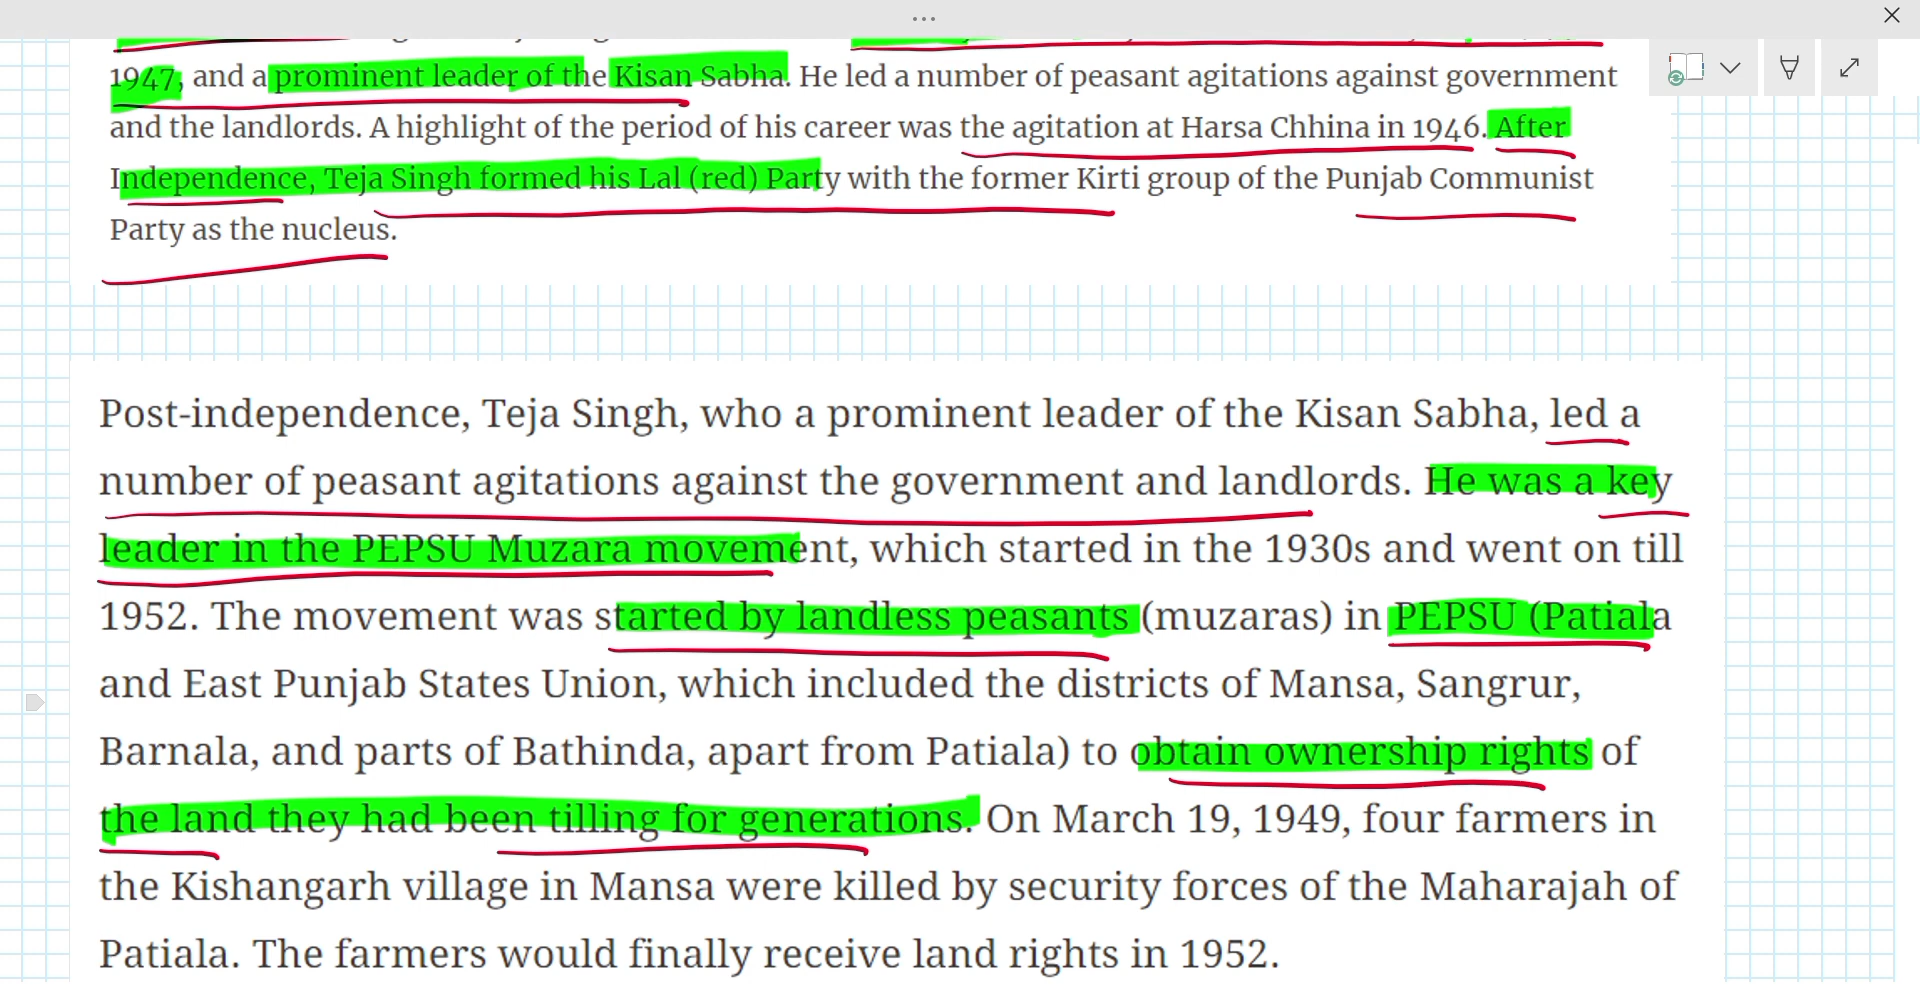 1947, and a prominent leader of the Kisan Sabha. He led a number of peasant agitations against government
and the landlords. A highlight of the period of his career was the agitation at Harsa Chhina in 1946. After
Independence, Teja Singh formed his Lal (red) Party with the former Kirti group of the Punjab Communist
Party as the nucleus.
Post-independence, Teja Singh, who a prominent leader of the Kisan Sabha, led a
number of peasant agitations against the government and landlords. He was a key
leader in the PEPSU Muzara movement, which started in the 1930s and went on till
1952. The movement was started by landless peasants (muzaras) in PEPSU (Patiala
and East Punjab States Union, which included the districts of Mansa, Sangrur,
Barnala, and parts of Bathinda, apart from Patiala) to obtain ownership rights of
the land they had been tilling for generations. On March 19, 1949, four farmers in
the Kishangarh village in Mansa were killed by security forces of the Maharajah of
Patiala. The farmers would finally receive land rights in 1952.